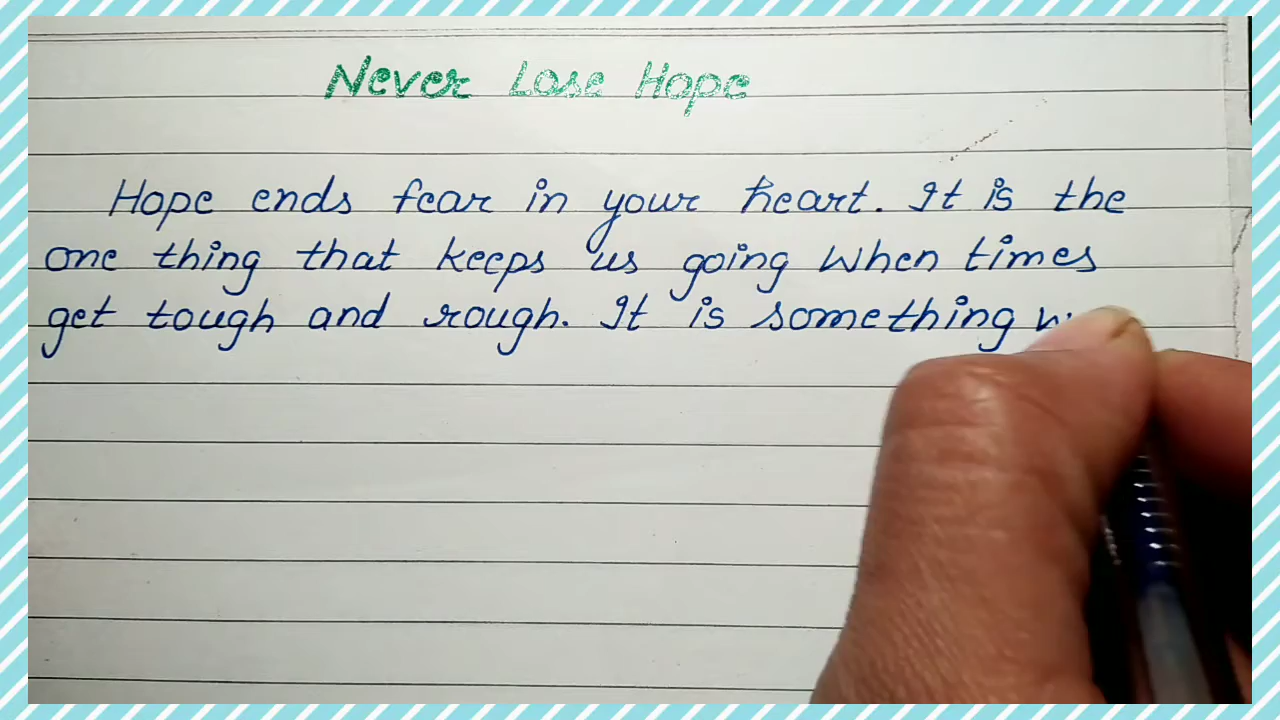 Never Lose Hope
Hope ends fear in your heart. It is the
one thing that keeps us going when times
get tough and rough. It is something